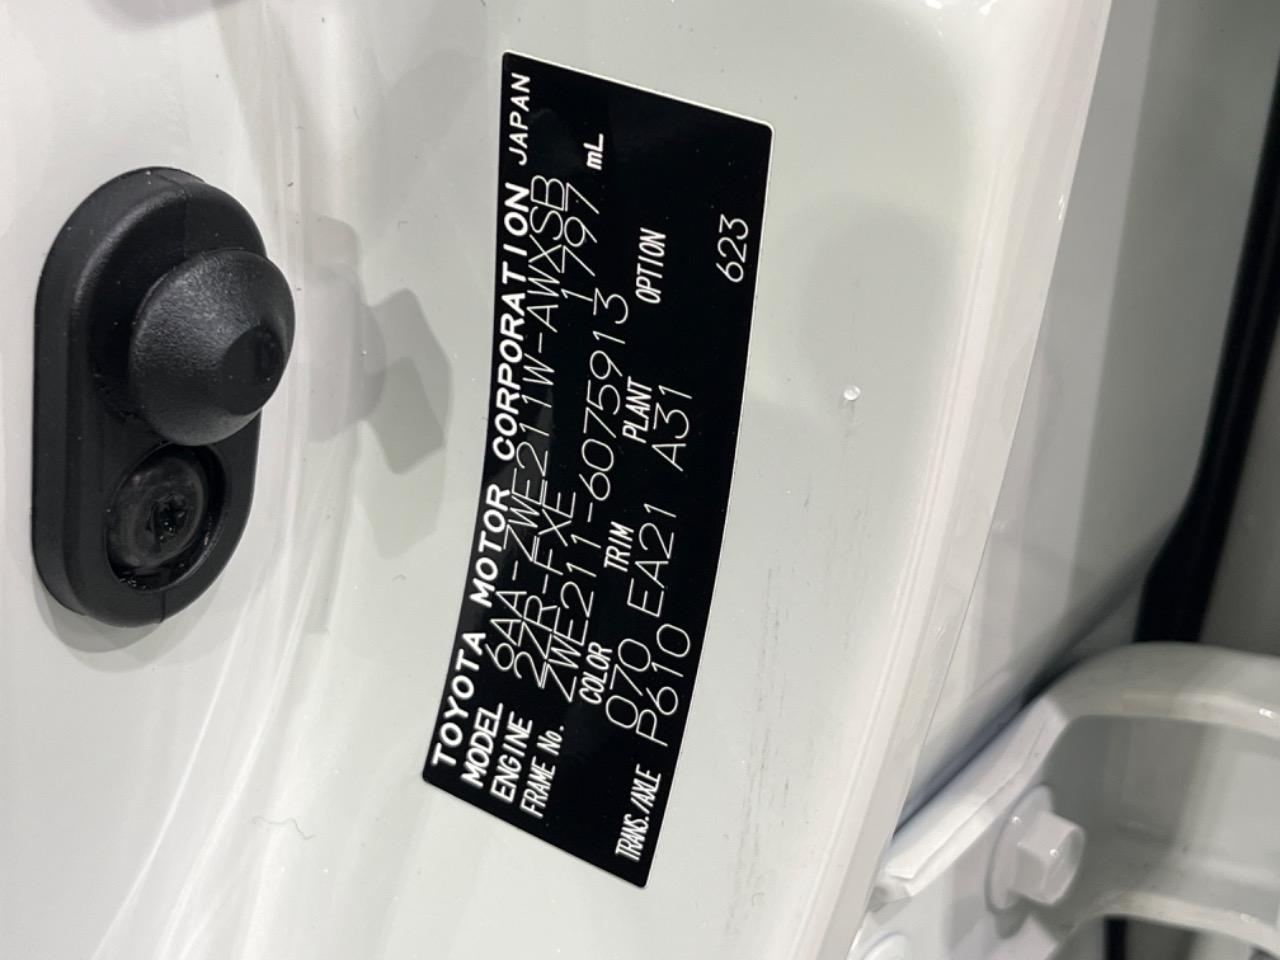 TOYOTA MOTOR CORPORATION JAPAN
MODEL 6AA-ZWE211W-AWXSB
ENGINE 2ZR-FXE 1797 mL
FRAME No. ZWE211-6075913
COLOR TRIM PLANT OPTION
070 EA21 A31
TRANS./AXLE P610 623